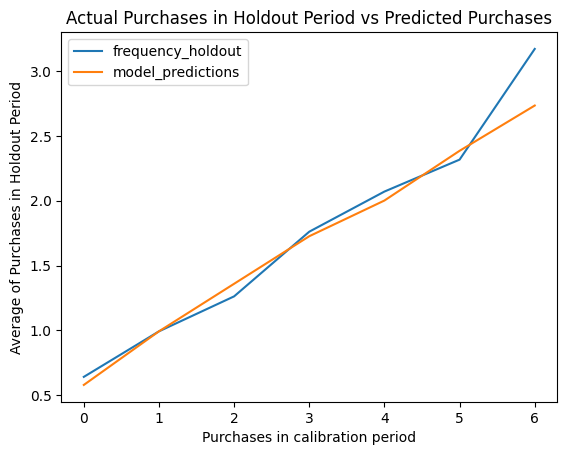 Actual Purchases in Holdout Period vs Predicted Purchases
frequency_holdout
model_predictions
Average of Purchases in Holdout Period
3.0
2.5
2.0
1.5
1.0
0.5
0 1 2 3 4 5 6
Purchases in calibration period